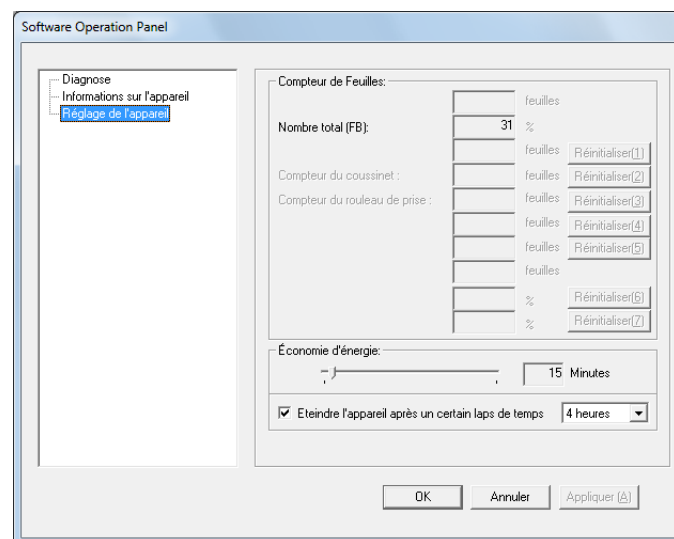 Software Operation Panel
Diagnose
Informations sur l'appareil
Réglage de l'appareil
Compteur de Feuilles:
feuilles
Nombre total (FB): 31 %
feuilles Réinitialiser(1)
Compteur du coussinet : feuilles Réinitialiser(2)
Compteur du rouleau de prise : feuilles Réinitialiser(3)
feuilles Réinitialiser(4)
feuilles Réinitialiser(5)
feuilles
% Réinitialiser(6)
% Réinitialiser(7)
Économie d'énergie:
15 Minutes
Eteindre l'appareil après un certain laps de temps 4 heures
OK Annuler Appliquer (A)